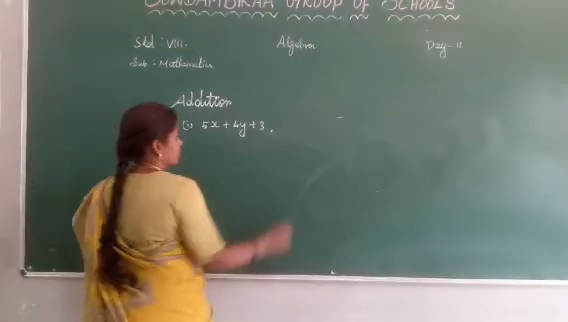 GROUP OF SCHOOLS
Std : VIII. Algebra Day - 11
Sub : Mathematics
Addition
(i) 5x + 4y + 3,